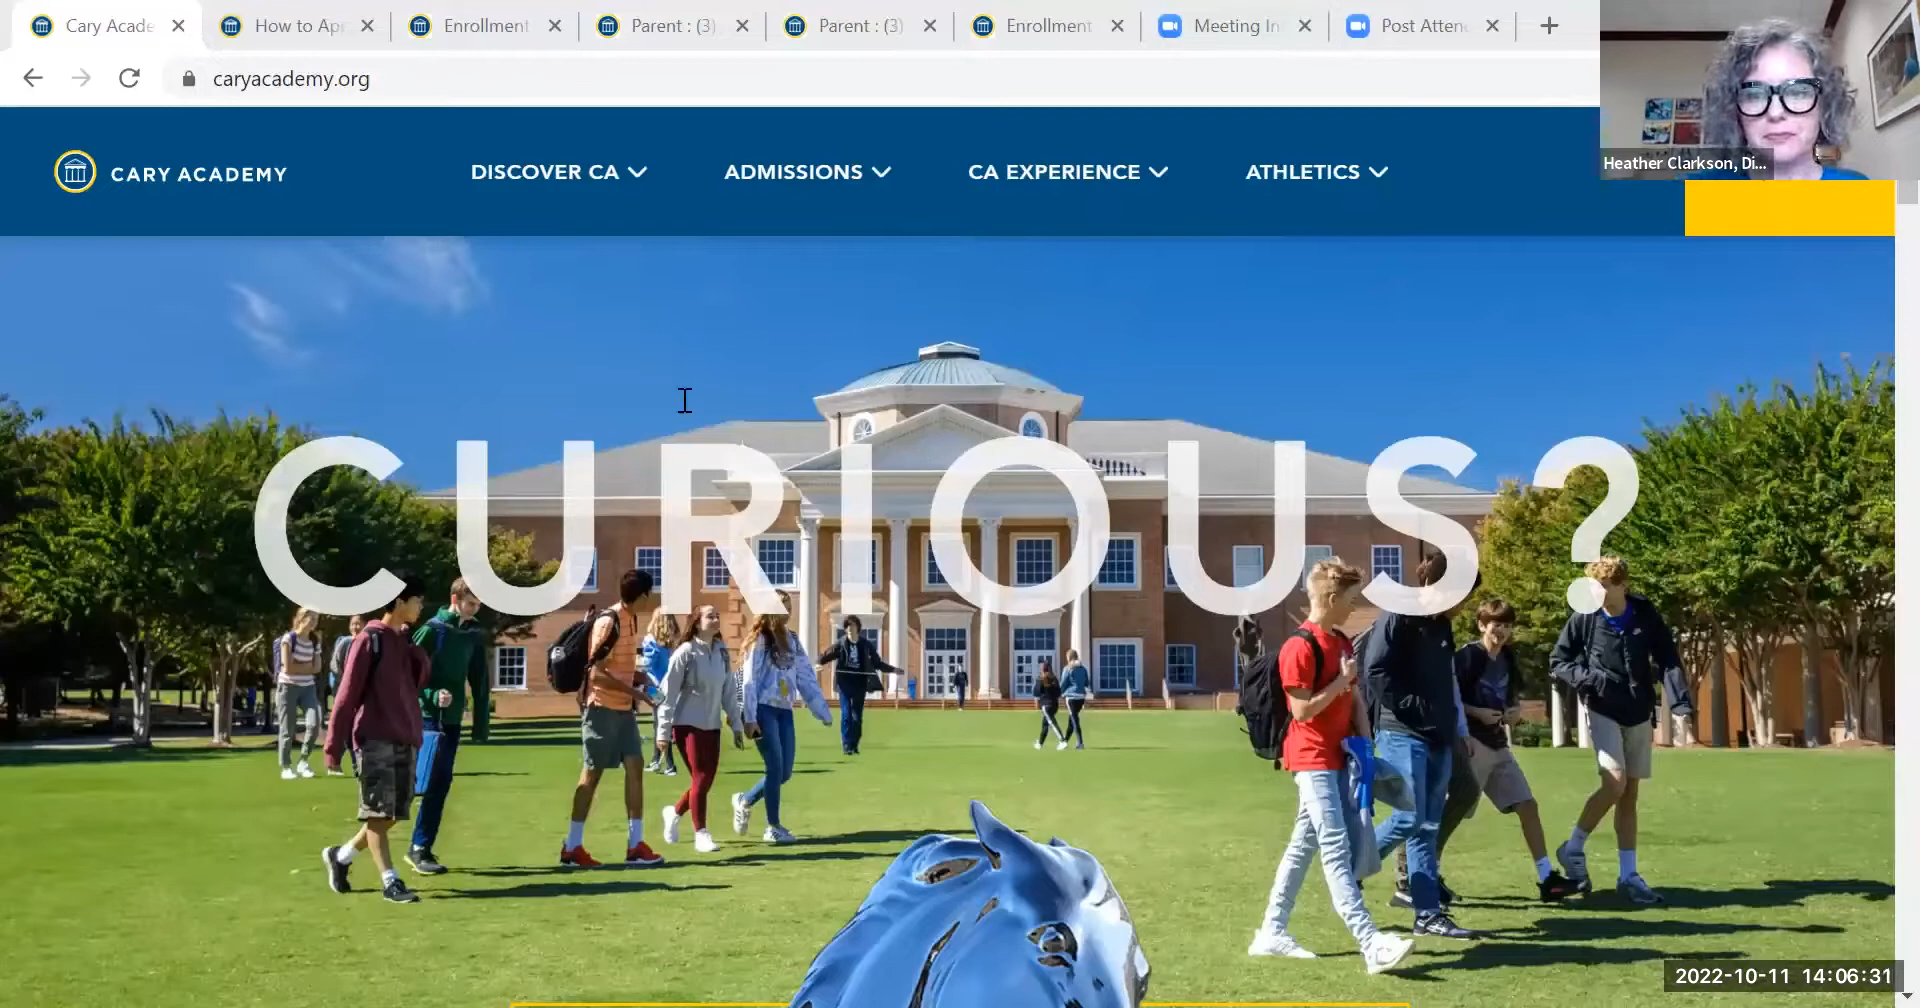 Cary Acade
How to Ap
Enrollment
Parent : (3)
Parent : (3)
Enrollment
Meeting In
Post Atten
caryacademy.org
CARY ACADEMY
DISCOVER CA
ADMISSIONS
CA EXPERIENCE
ATHLETICS
Heather Clarkson, Di...
CURIOUS?
2022-10-11 14:06:31